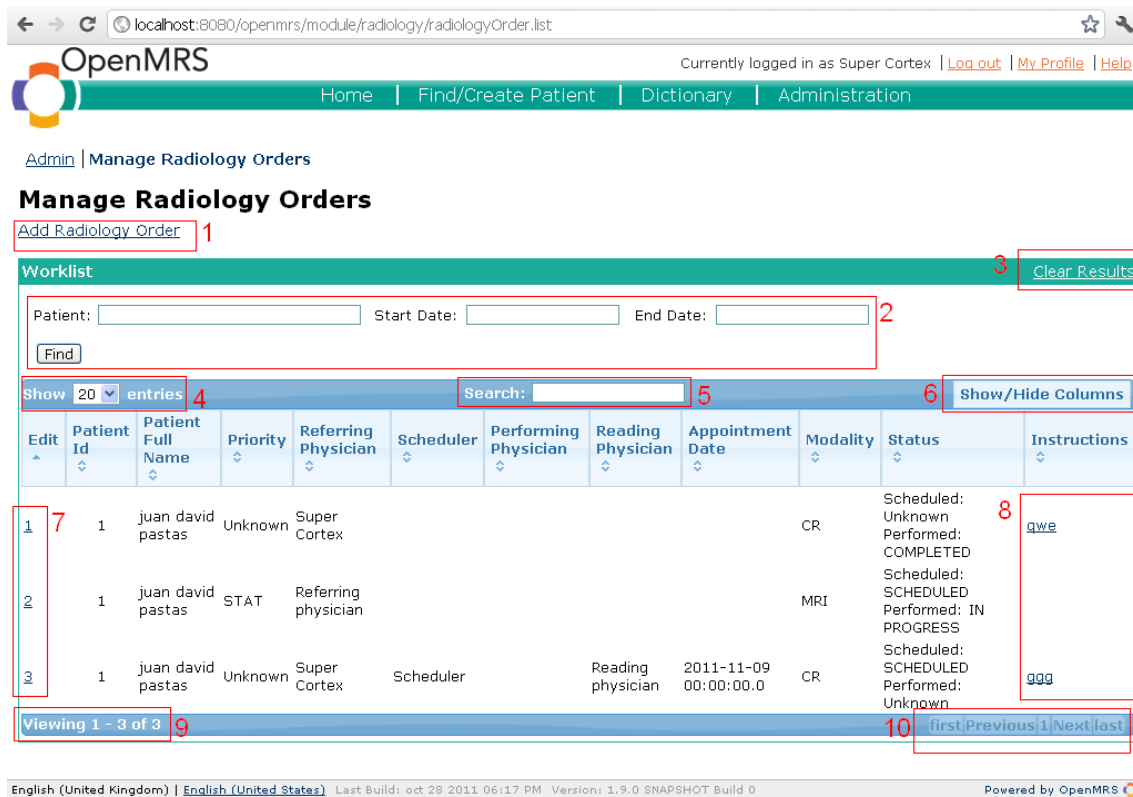 localhost:8080/openmrs/module/radiology/radiologyOrder.list
OpenMRS
Currently logged in as Super Cortex | Log out | My Profile | Help
Home | Find/Create Patient | Dictionary | Administration
Admin | Manage Radiology Orders
Manage Radiology Orders
Add Radiology Order 1
Worklist 3 Clear Results
Patient: Start Date: End Date: 2
Find
Show 20 entries 4 Search: 5 6 Show/Hide Columns
Edit Patient Id Patient Full Name Priority Referring Physician Scheduler Performing Physician Reading Physician Appointment Date Modality Status Instructions
7 8
1 1 juan david pastas Unknown Super Cortex CR Scheduled: Unknown Performed: COMPLETED qwe
2 1 juan david pastas STAT Referring physician MRI Scheduled: SCHEDULED Performed: IN PROGRESS
3 1 juan david pastas Unknown Super Cortex Scheduler Reading physician 2011-11-09 00:00:00.0 CR Scheduled: SCHEDULED Performed: Unknown ggg
Viewing 1 - 3 of 3 9 10 first Previous 1 Next last
English (United Kingdom) | English (United States) Last Build: oct 28 2011 06:17 PM Version: 1.9.0 SNAPSHOT Build 0 Powered by OpenMRS